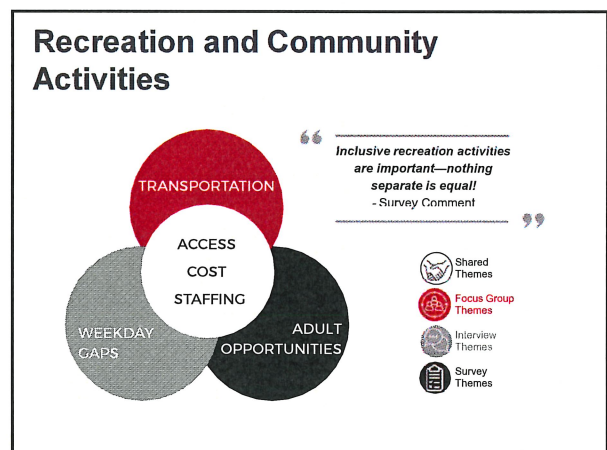 Recreation and Community
Activities
TRANSPORTATION
ACCESS
COST
STAFFING
WEEKDAY
GAPS
ADULT
OPPORTUNITIES
“
Inclusive recreation activities
are important—nothing
separate is equal!
- Survey Comment
”
Shared
Themes
Focus Group
Themes
Interview
Themes
Survey
Themes